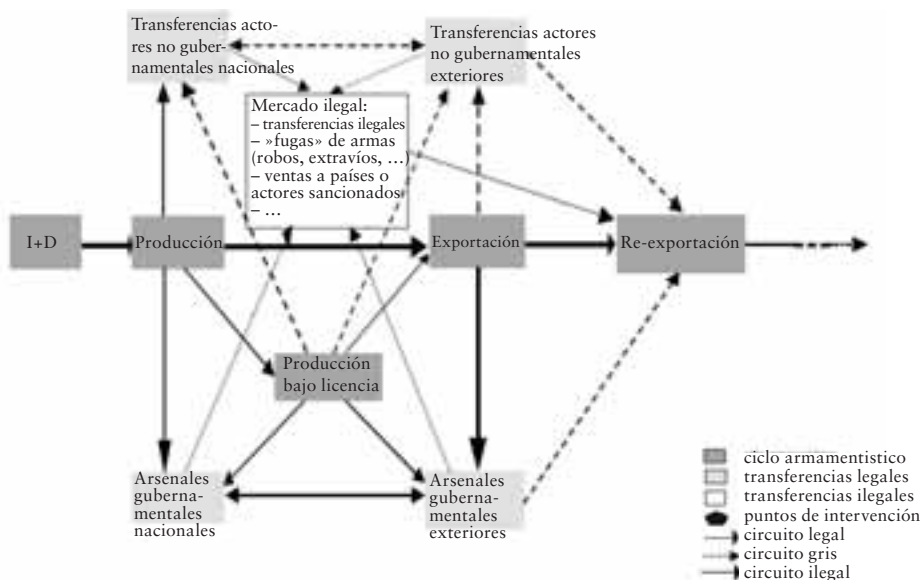 Transferencias acto-
res no guber-
namentales nacionales
Transferencias actores
no gubernamentales
exteriores
Mercado ilegal:
– transferencias ilegales
– »fugas» de armas
(robos, extravíos, …)
– ventas a países o
actores sancionados
– …
I+D
Producción
Exportación
Re-exportación
Producción
bajo licencia
Arsenales
guberna-
mentales
nacionales
Arsenales
guberna-
mentales
exteriores
ciclo armamentistico
transferencias legales
transferencias ilegales
puntos de intervención
circuito legal
circuito gris
circuito ilegal